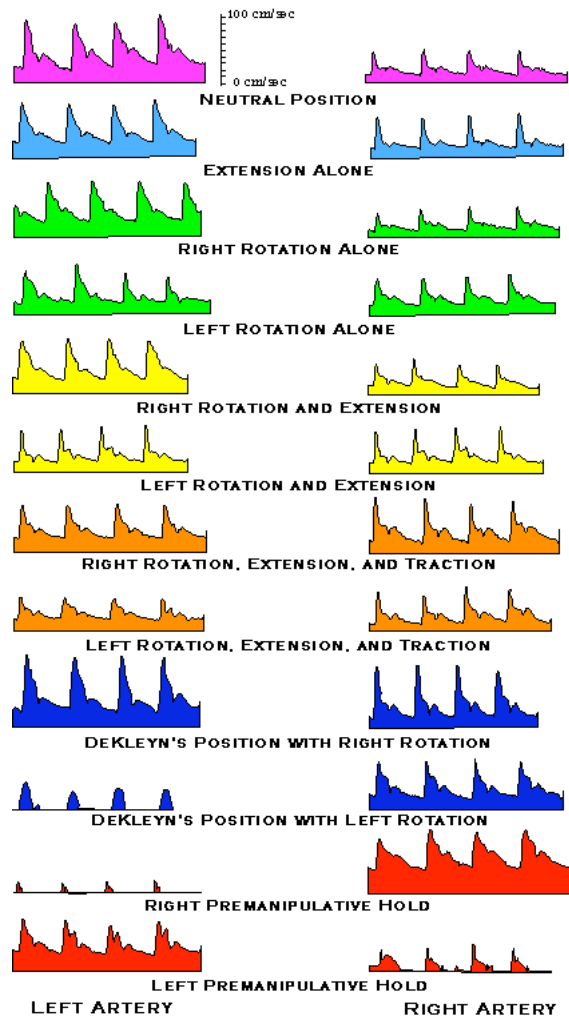 100 cm/sec
0 cm/sec
NEUTRAL POSITION
EXTENSION ALONE
RIGHT ROTATION ALONE
LEFT ROTATION ALONE
RIGHT ROTATION AND EXTENSION
LEFT ROTATION AND EXTENSION
RIGHT ROTATION, EXTENSION, AND TRACTION
LEFT ROTATION, EXTENSION, AND TRACTION
DEKLEYN'S POSITION WITH RIGHT ROTATION
DEKLEYN'S POSITION WITH LEFT ROTATION
RIGHT PREMANIPULATIVE HOLD
LEFT PREMANIPULATIVE HOLD
LEFT ARTERY RIGHT ARTERY